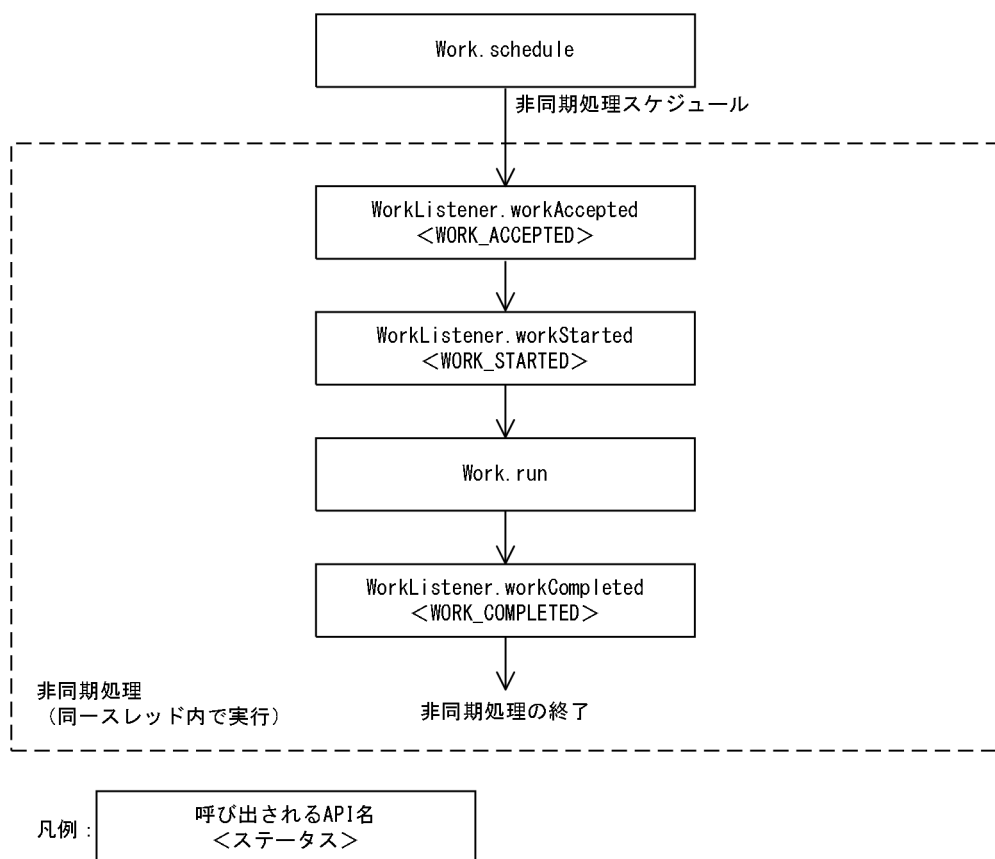 Work.schedule
非同期処理スケジュール
WorkListener.workAccepted
＜WORK_ACCEPTED＞
WorkListener.workStarted
＜WORK_STARTED＞
Work.run
WorkListener.workCompleted
＜WORK_COMPLETED＞
非同期処理
（同一スレッド内で実行）
非同期処理の終了
凡例：
呼び出されるAPI名
＜ステータス＞